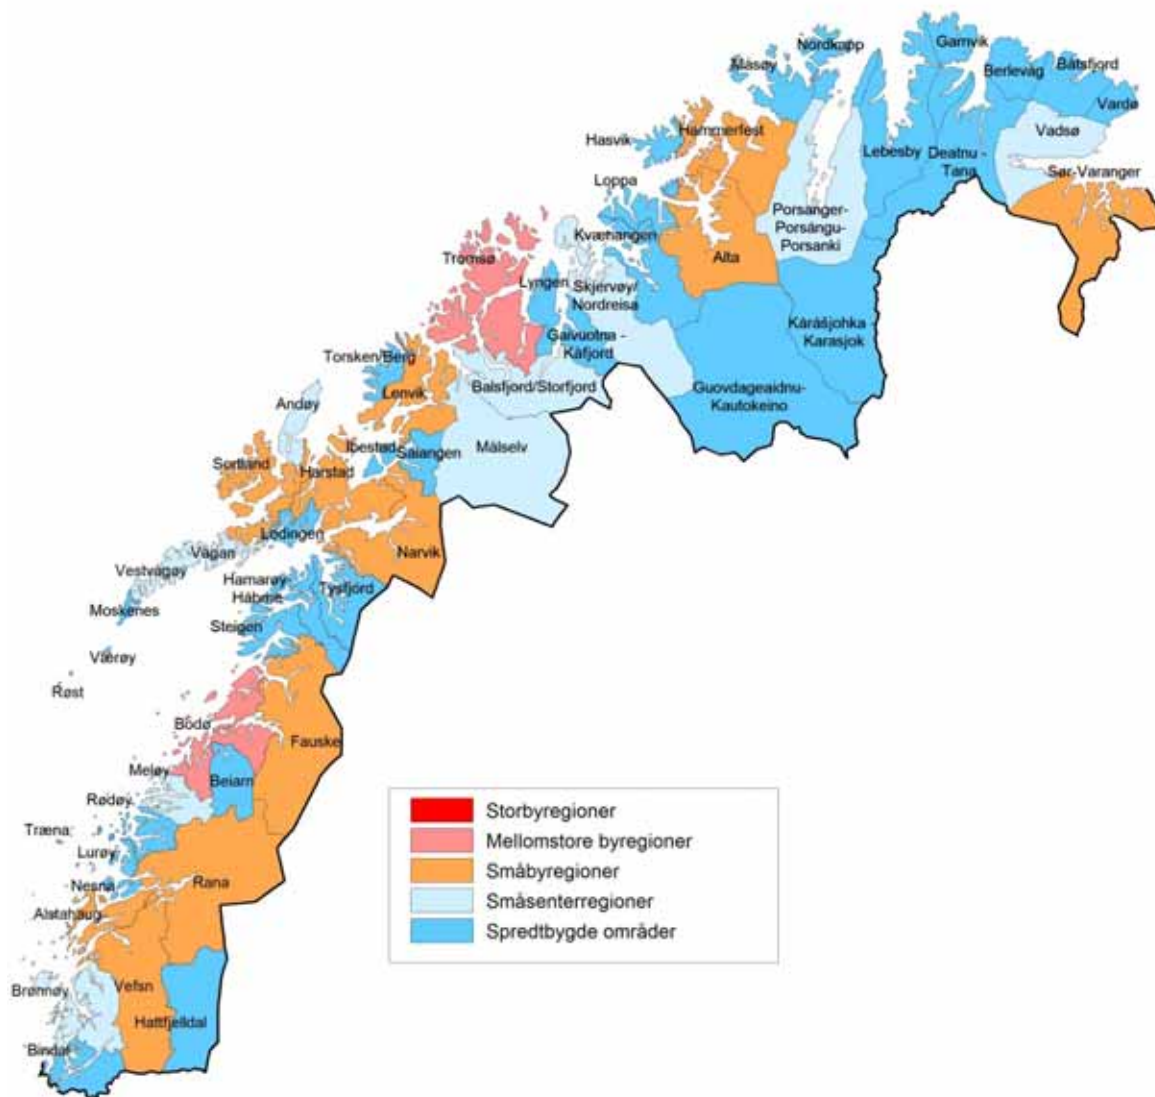 Nordkapp
Gamvik
Måsøy
Berlevåg
Båtsfjord
Vardø
Hammerfest
Vadsø
Hasvik
Lebesby
Deatnu -
Tana
Sør-Varanger
Loppa
Porsanger-
Porsángu-
Porsanki
Kvænangen
Alta
Tromsø
Lyngen
Skjervøy/
Nordreisa
Kárášjohka -
Karasjok
Gaivuotna -
Kåfjord
Torsken/Berg
Lenvik
Balsfjord/Storfjord
Guovdageaidnu-
Kautokeino
Andøy
Ibestad
Salangen
Målselv
Sortland
Harstad
Lødingen
Narvik
Vågan
Vestvågøy
Hamarøy-
Hábmer
Tysfjord
Moskenes
Steigen
Værøy
Røst
Bodø
Fauske
Meløy
Beiarn
Rødøy
Træna
Lurøy
Nesna
Rana
Alstahaug
Brønnøy
Vefsn
Hattfjelldal
Bindal
Storbyregioner
Mellomstore byregioner
Småbyregioner
Småsenterregioner
Spredtbygde områder